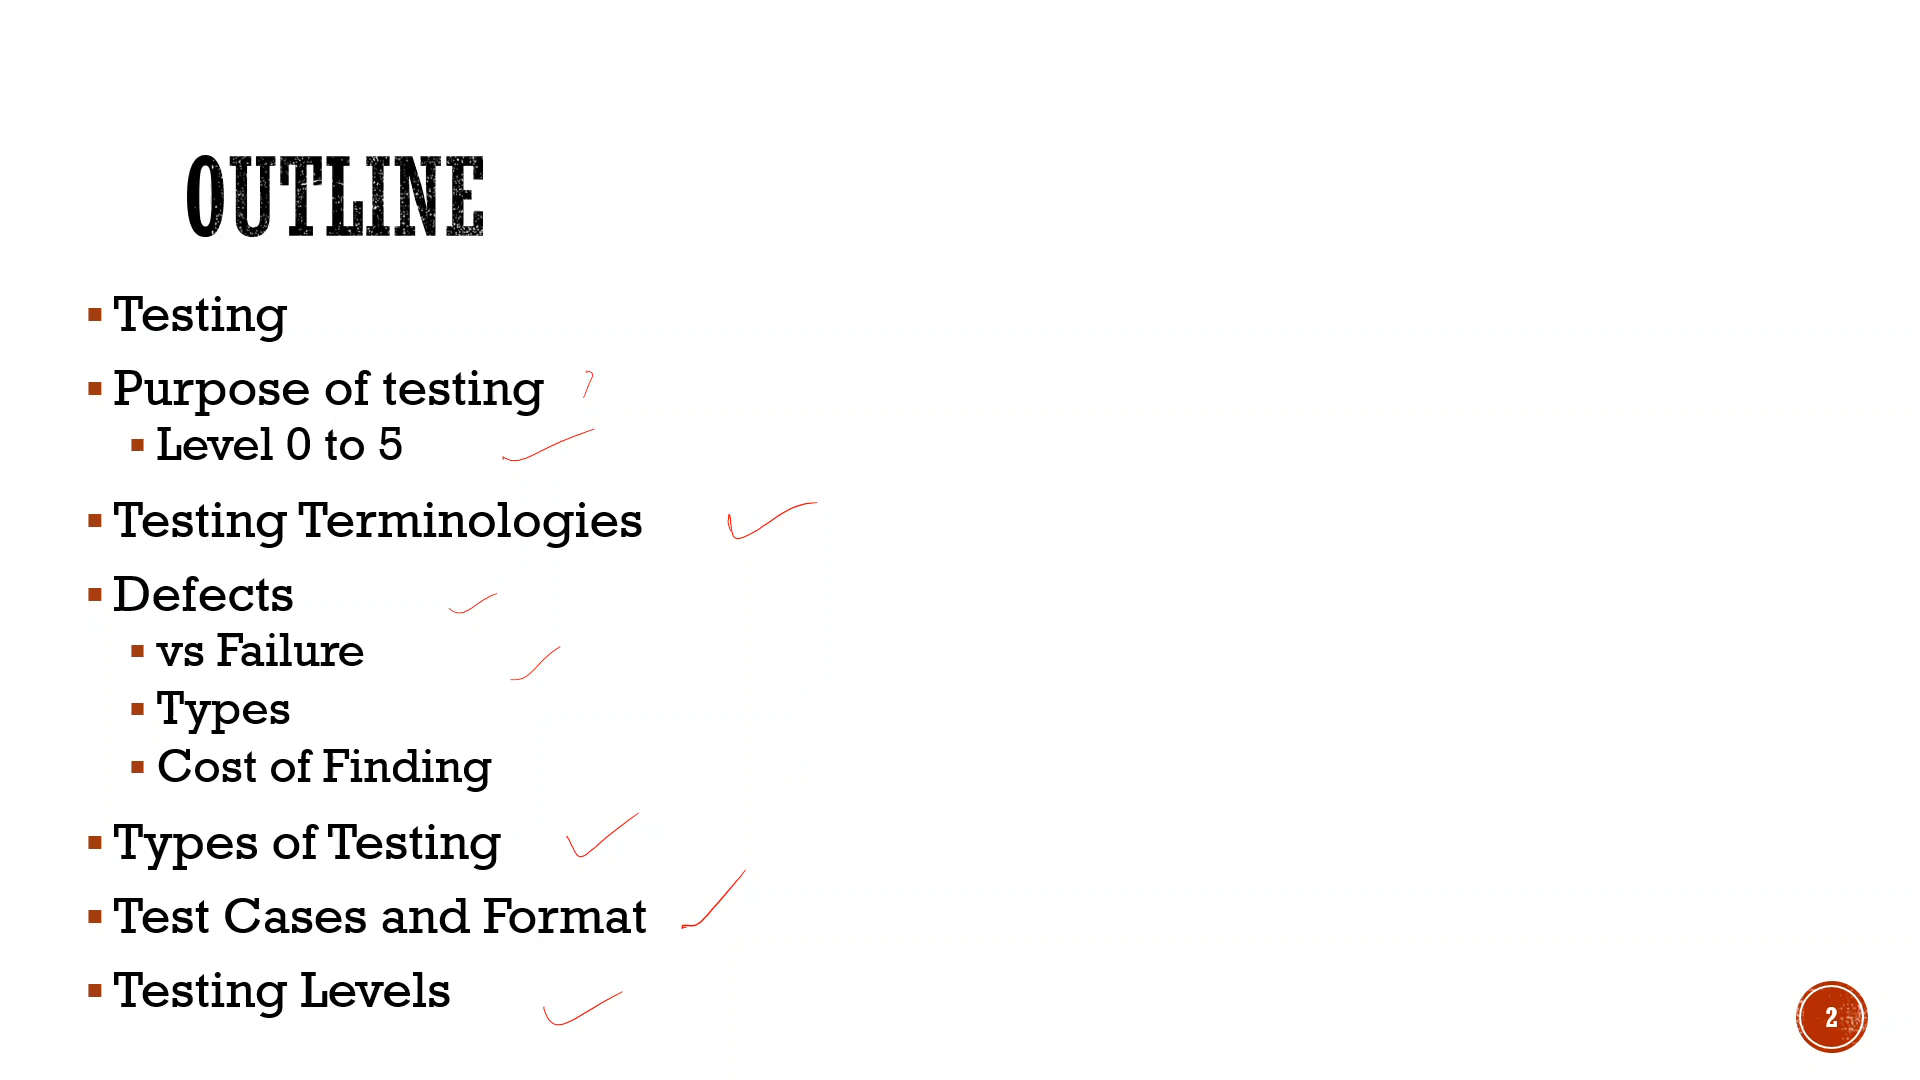 OUTLINE
Testing
Purpose of testing
Level 0 to 5
Testing Terminologies
Defects
vs Failure
Types
Cost of Finding
Types of Testing
Test Cases and Format
Testing Levels
2